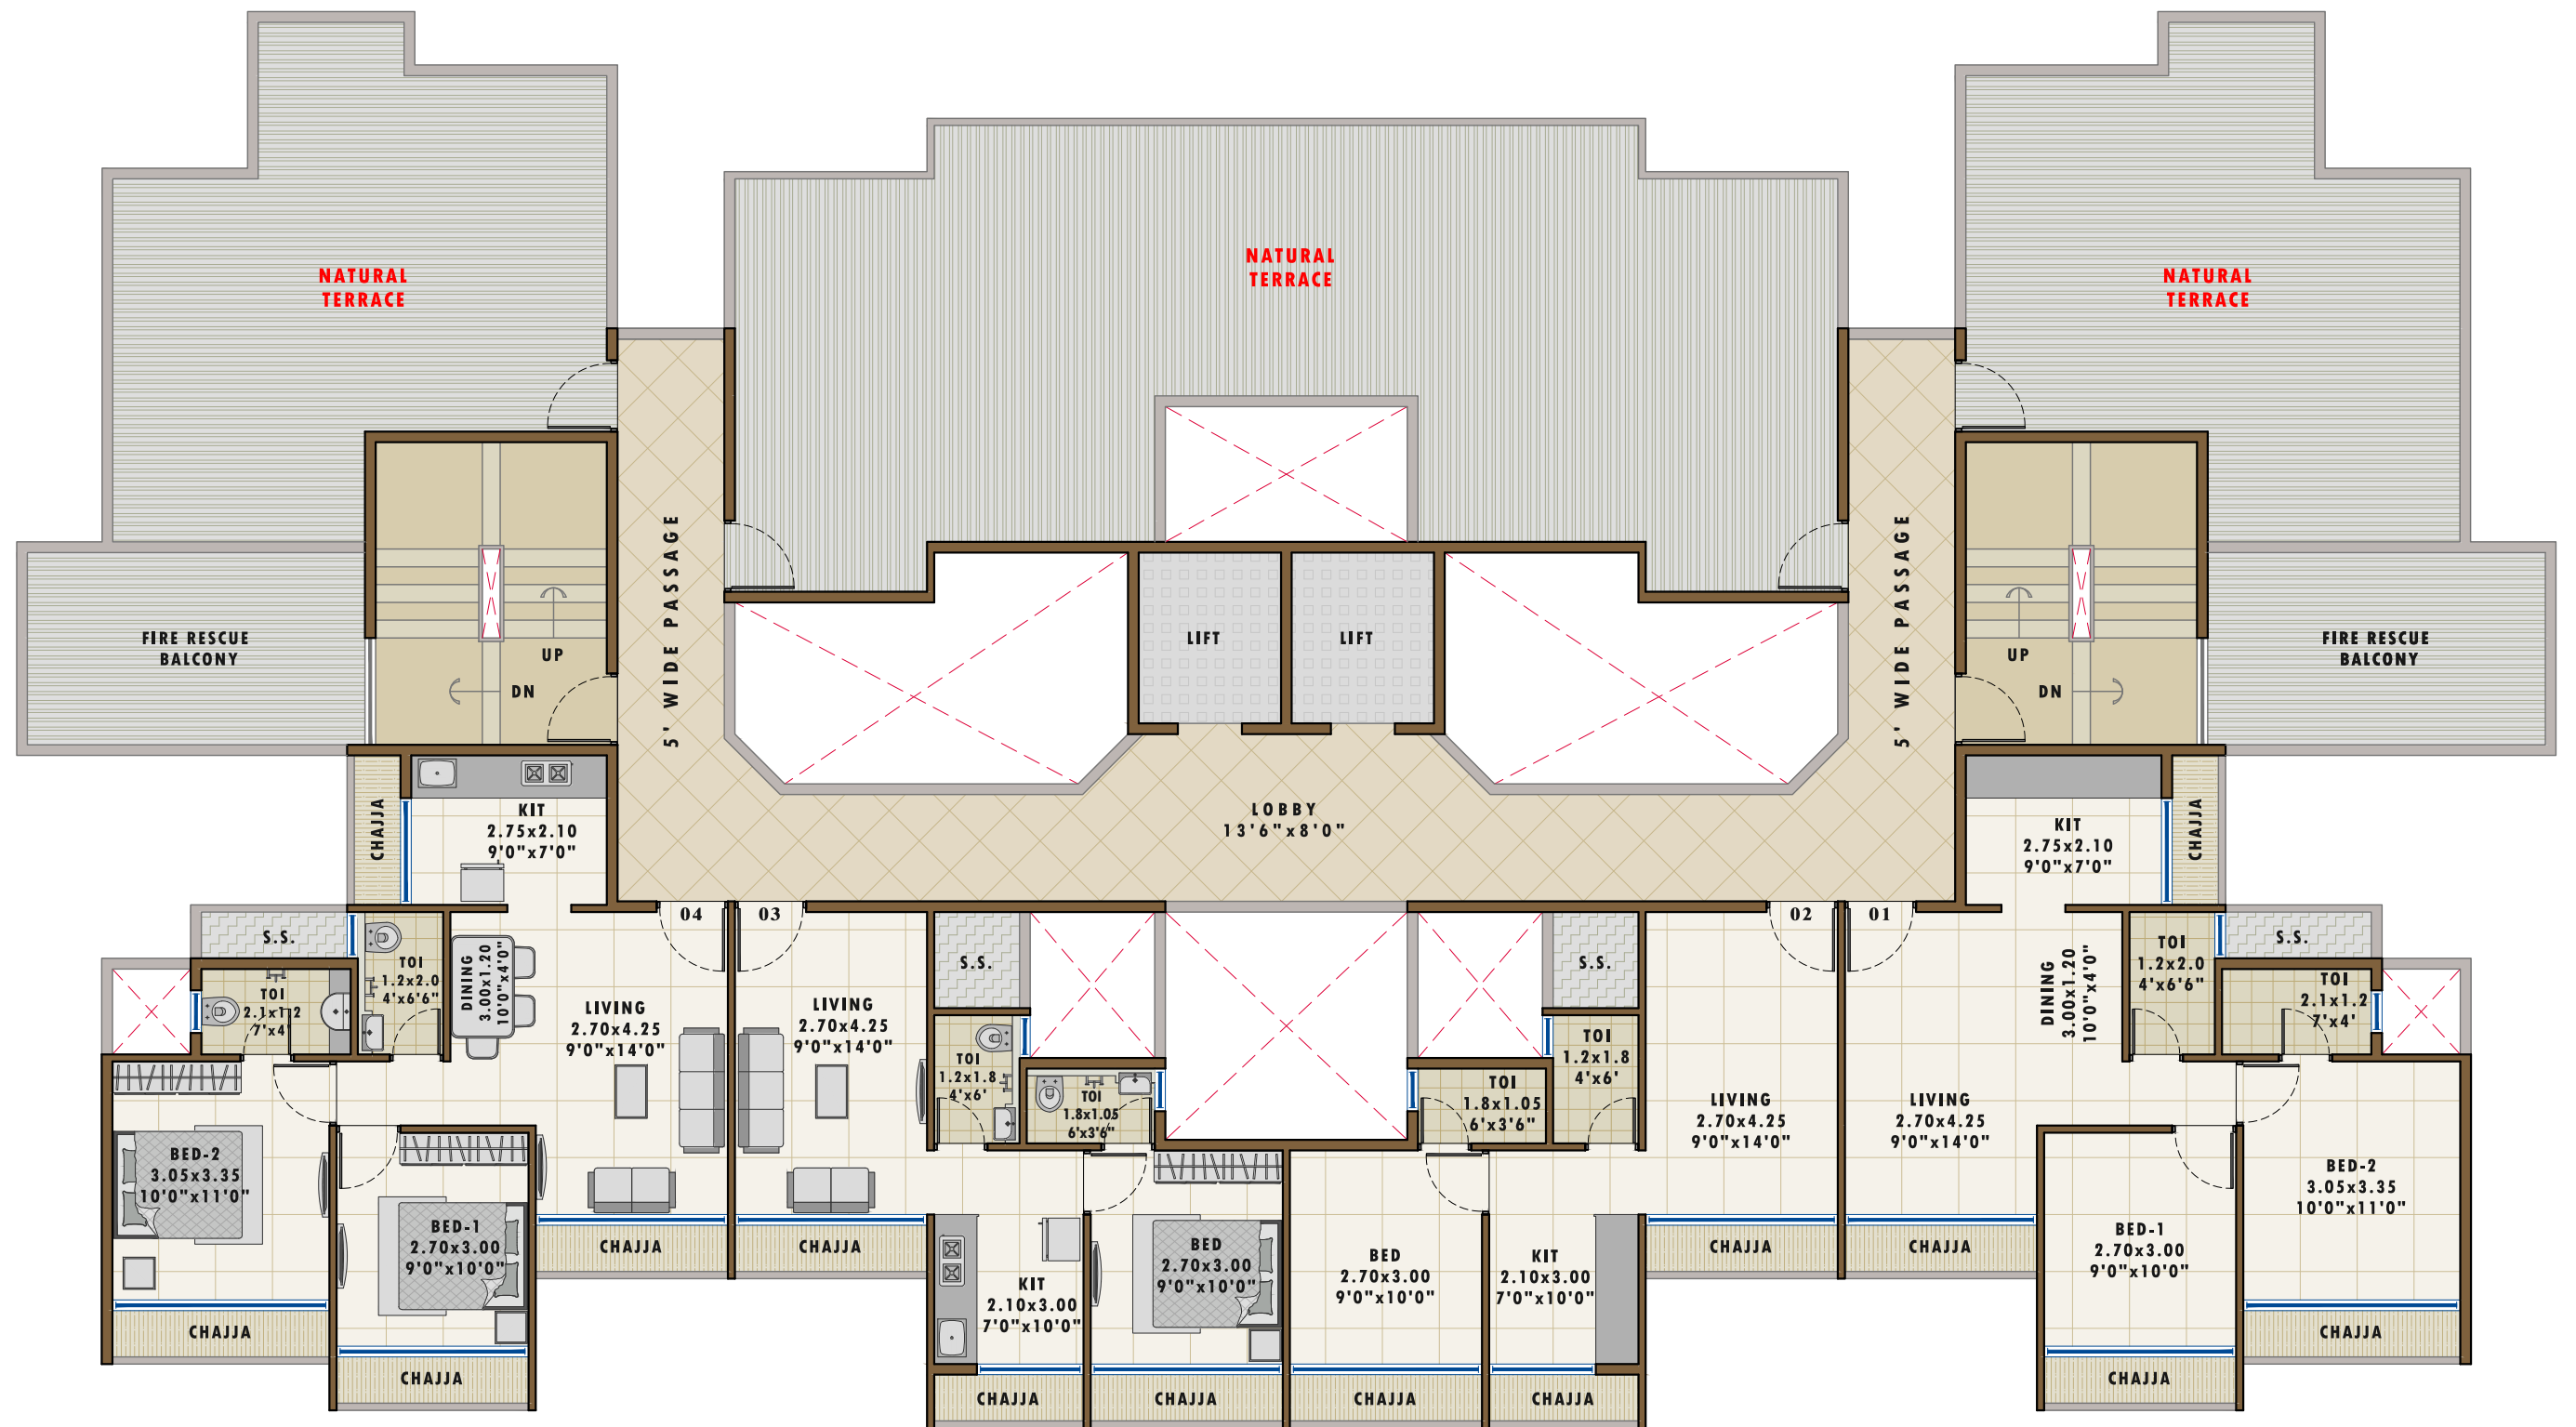 NATURAL
TERRACE
NATURAL
TERRACE
NATURAL
TERRACE
FIRE RESCUE
BALCONY
UP
DN
5' WIDE PASSAGE
LIFT
LIFT
5' WIDE PASSAGE
UP
DN
FIRE RESCUE
BALCONY
LOBBY
13'6"x8'0"
CHAJJA
KIT
2.75x2.10
9'0"x7'0"
KIT
2.75x2.10
9'0"x7'0"
CHAJJA
04
03
02
01
S.S.
TOI
1.2x2.0
4'x6'6"
TOI
2.1x1.2
7'x4'
DINING
3.00x1.20
10'0"x4'0"
LIVING
2.70x4.25
9'0"x14'0"
LIVING
2.70x4.25
9'0"x14'0"
S.S.
TOI
1.2x1.8
4'x6'
TOI
1.8x1.05
6'x3'6"
S.S.
TOI
1.2x1.8
4'x6'
TOI
1.8x1.05
6'x3'6"
LIVING
2.70x4.25
9'0"x14'0"
LIVING
2.70x4.25
9'0"x14'0"
DINING
3.00x1.20
10'0"x4'0"
TOI
1.2x2.0
4'x6'6"
S.S.
TOI
2.1x1.2
7'x4'
BED-2
3.05x3.35
10'0"x11'0"
BED-1
2.70x3.00
9'0"x10'0"
CHAJJA
CHAJJA
CHAJJA
CHAJJA
KIT
2.10x3.00
7'0"x10'0"
BED
2.70x3.00
9'0"x10'0"
BED
2.70x3.00
9'0"x10'0"
KIT
2.10x3.00
7'0"x10'0"
CHAJJA
CHAJJA
BED-1
2.70x3.00
9'0"x10'0"
BED-2
3.05x3.35
10'0"x11'0"
CHAJJA
CHAJJA
CHAJJA
CHAJJA
CHAJJA
CHAJJA